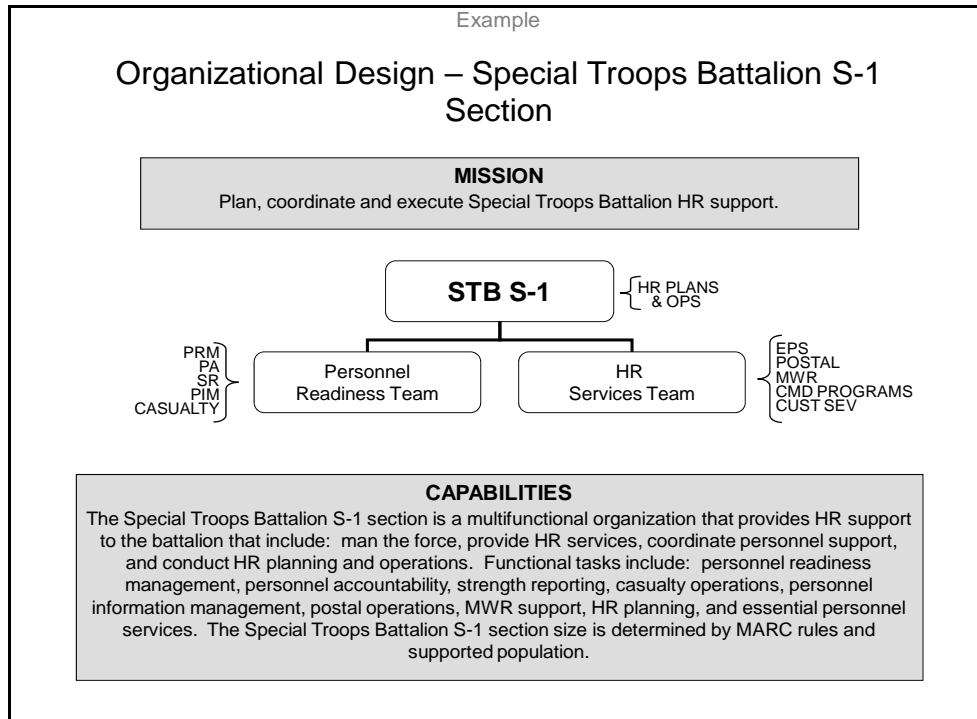 Example
Organizational Design – Special Troops Battalion S-1
Section
MISSION
Plan, coordinate and execute Special Troops Battalion HR support.
STB S-1
HR PLANS
& OPS
PRM
PA
SR
PIM
CASUALTY
Personnel
Readiness Team
HR
Services Team
EPS
POSTAL
MWR
CMD PROGRAMS
CUST SEV
CAPABILITIES
The Special Troops Battalion S-1 section is a multifunctional organization that provides HR support
to the battalion that include:  man the force, provide HR services, coordinate personnel support,
and conduct HR planning and operations.  Functional tasks include:  personnel readiness
management, personnel accountability, strength reporting, casualty operations, personnel
information management, postal operations, MWR support, HR planning, and essential personnel
services.  The Special Troops Battalion S-1 section size is determined by MARC rules and
supported population.